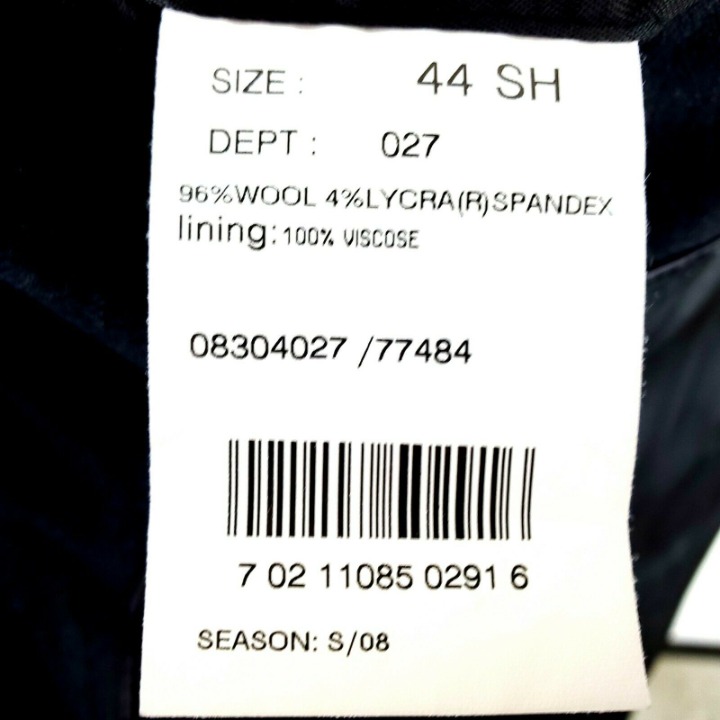 SIZE : 44 SH
DEPT : 027
96%WOOL 4%LYCRA(R)SPANDEX
lining: 100% VISCOSE
08304027 /77484
7 02 11085 0291 6
SEASON: S/08